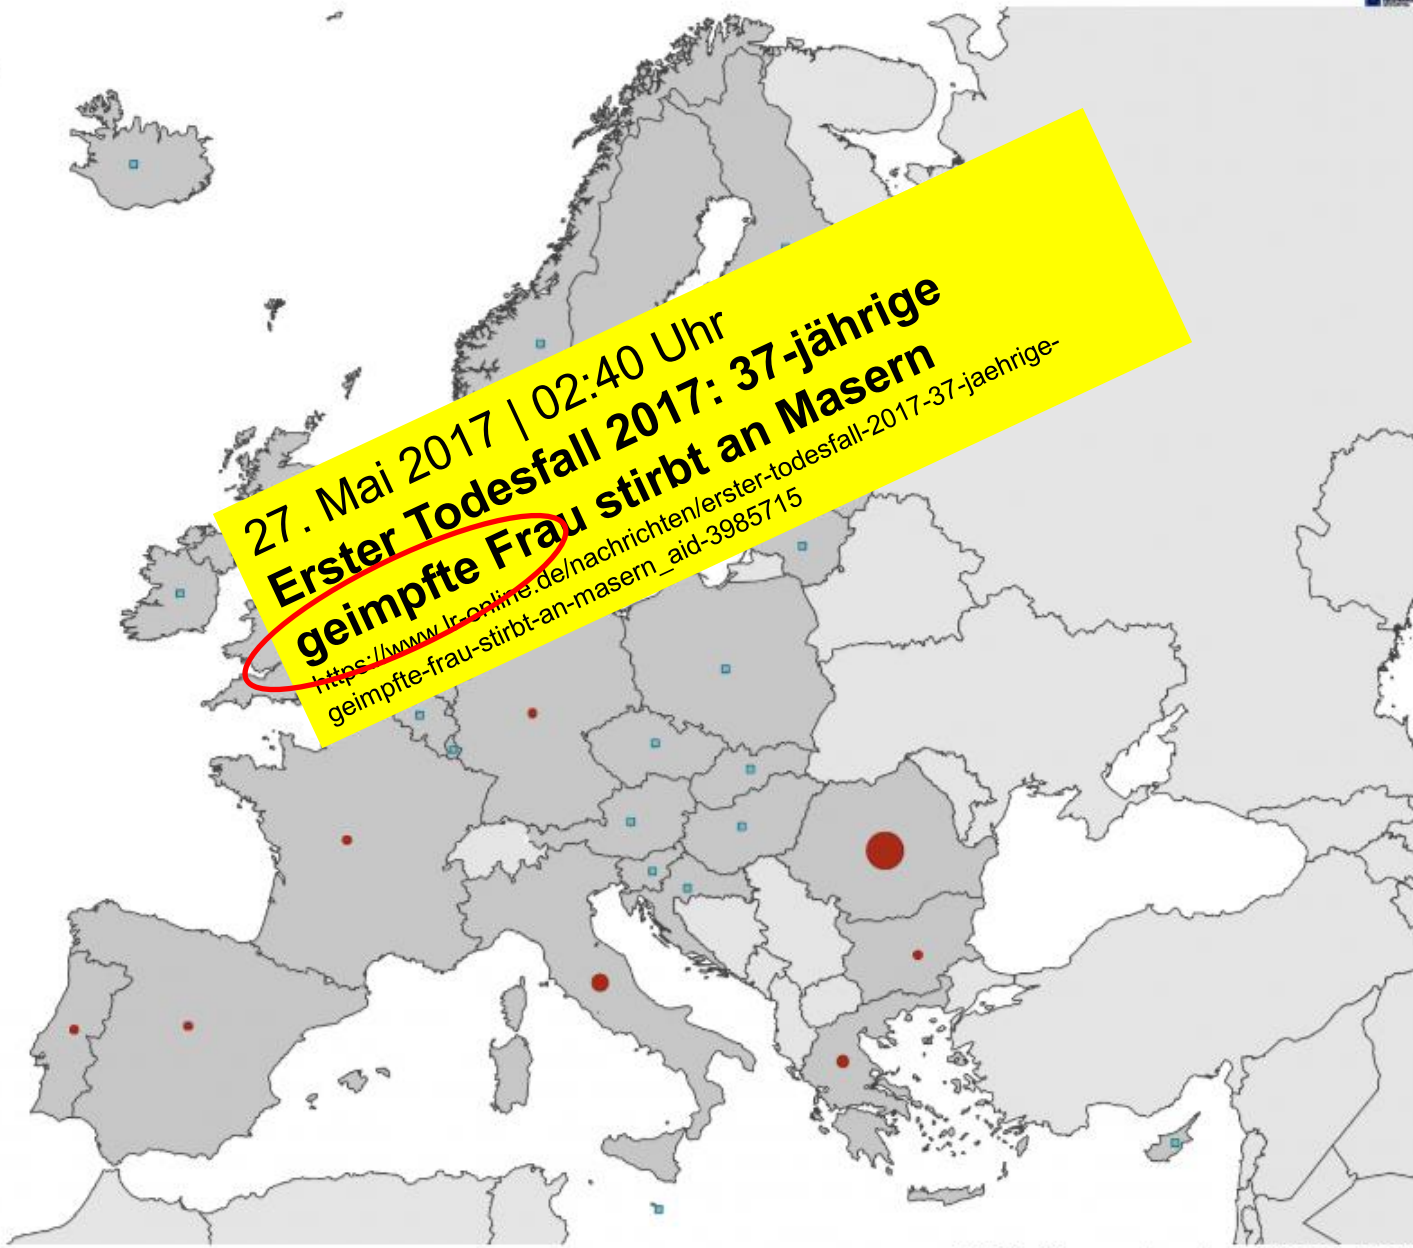 27. Mai 2017 | 02:40 Uhr
Erster Todesfall 2017: 37-jährige
geimpfte Frau stirbt an Masern
https://www.lr-online.de/nachrichten/erster-todesfall-2017-37-jaehrige-
geimpfte-frau-stirbt-an-masern_aid-3985715